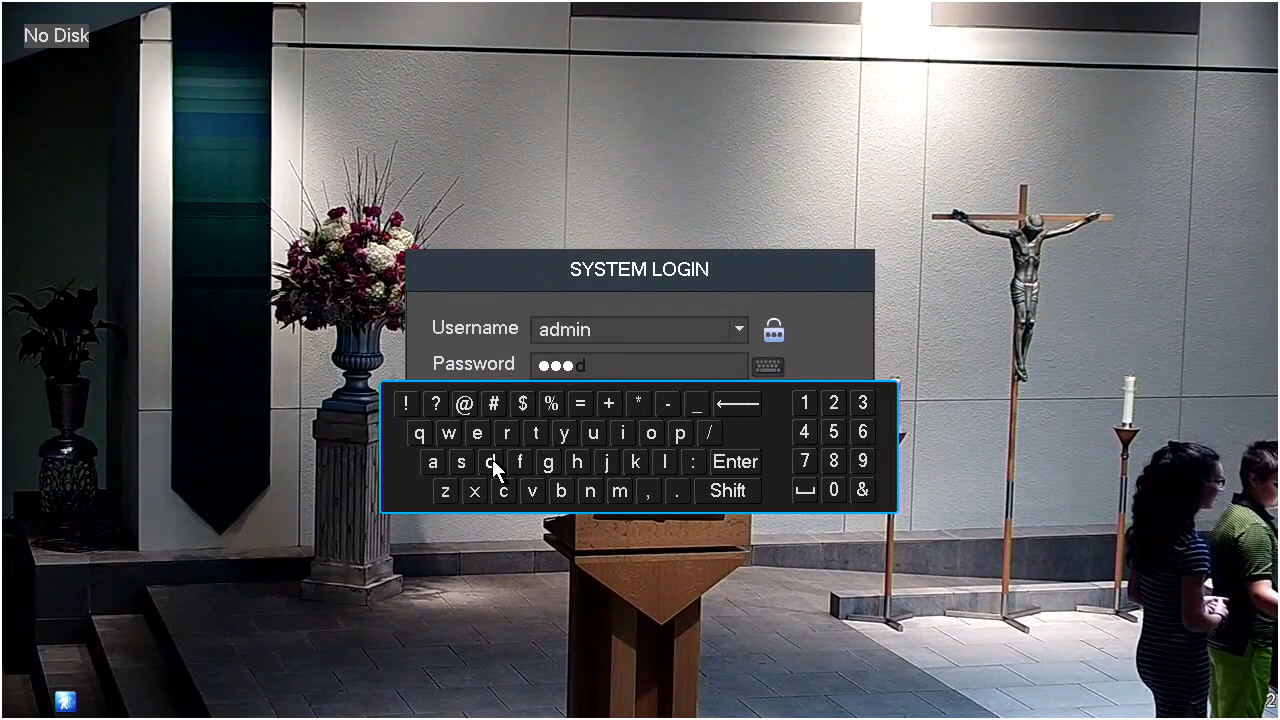 No Disk
SYSTEM LOGIN
Username admin
Password ●●●d
! ? @ # $ % = + * - _ 1 2 3
q w e r t y u i o p / 4 5 6
a s d f g h j k l : Enter 7 8 9
z x c v b n m , . Shift 0 &
2